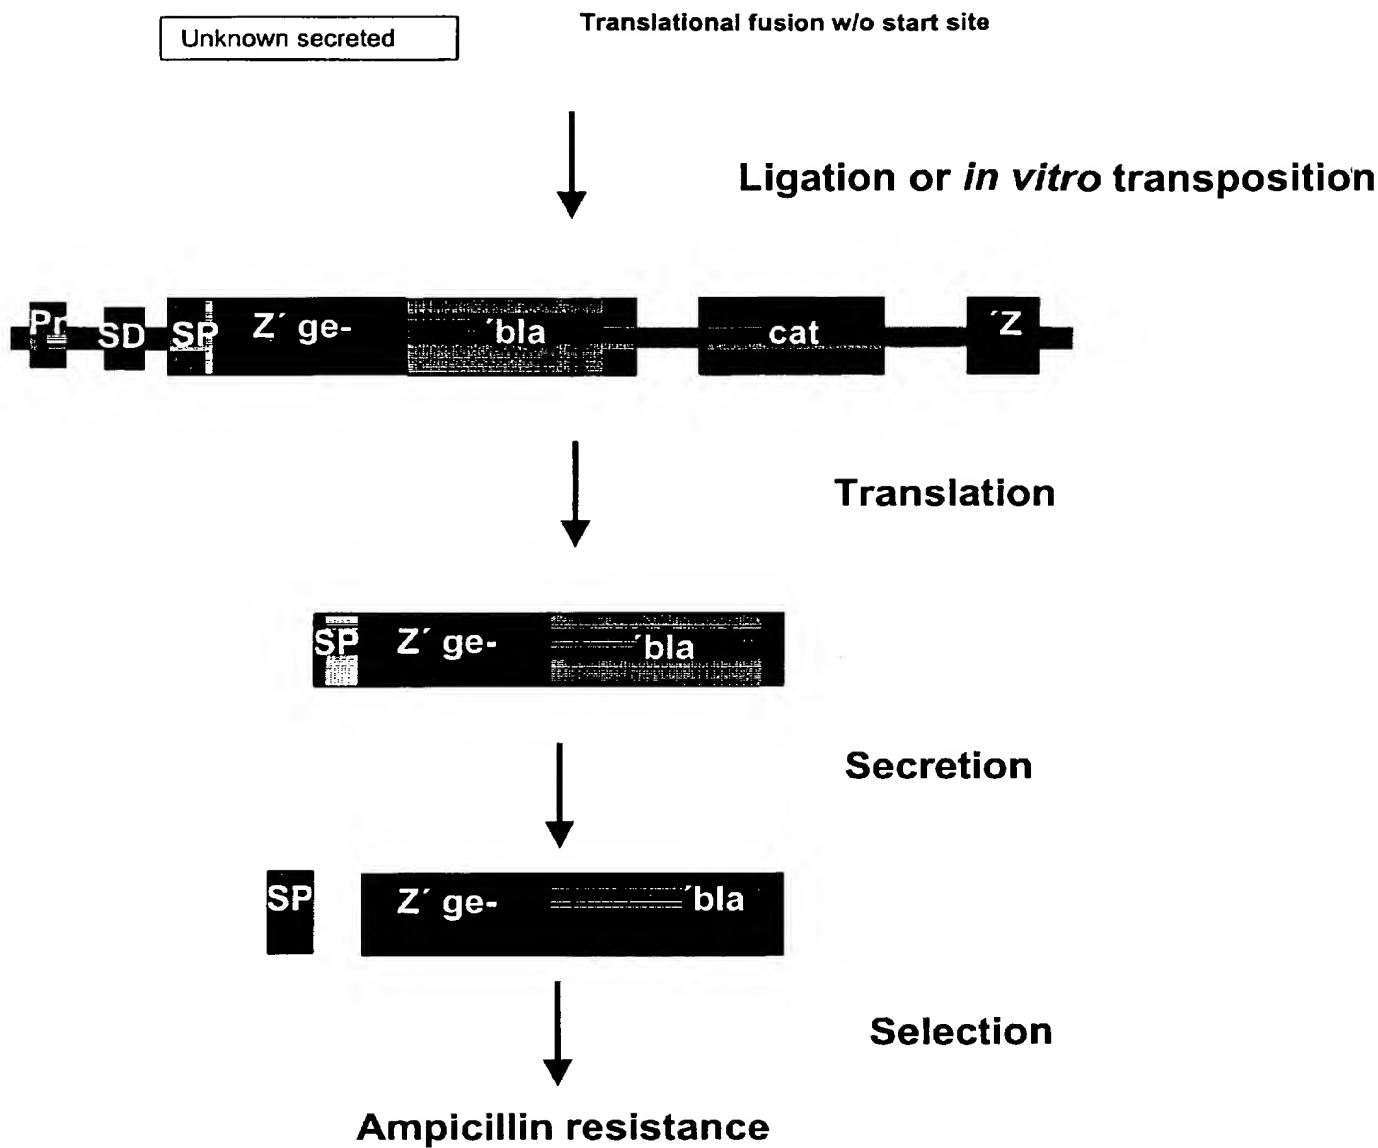 Unknown secreted
Translational fusion w/o start site
Ligation or in vitro transposition
Pr SD SP Z´ ge- ´bla cat ´Z
Translation
SP Z´ ge- ´bla
Secretion
SP Z´ ge- ´bla
Selection
Ampicillin resistance